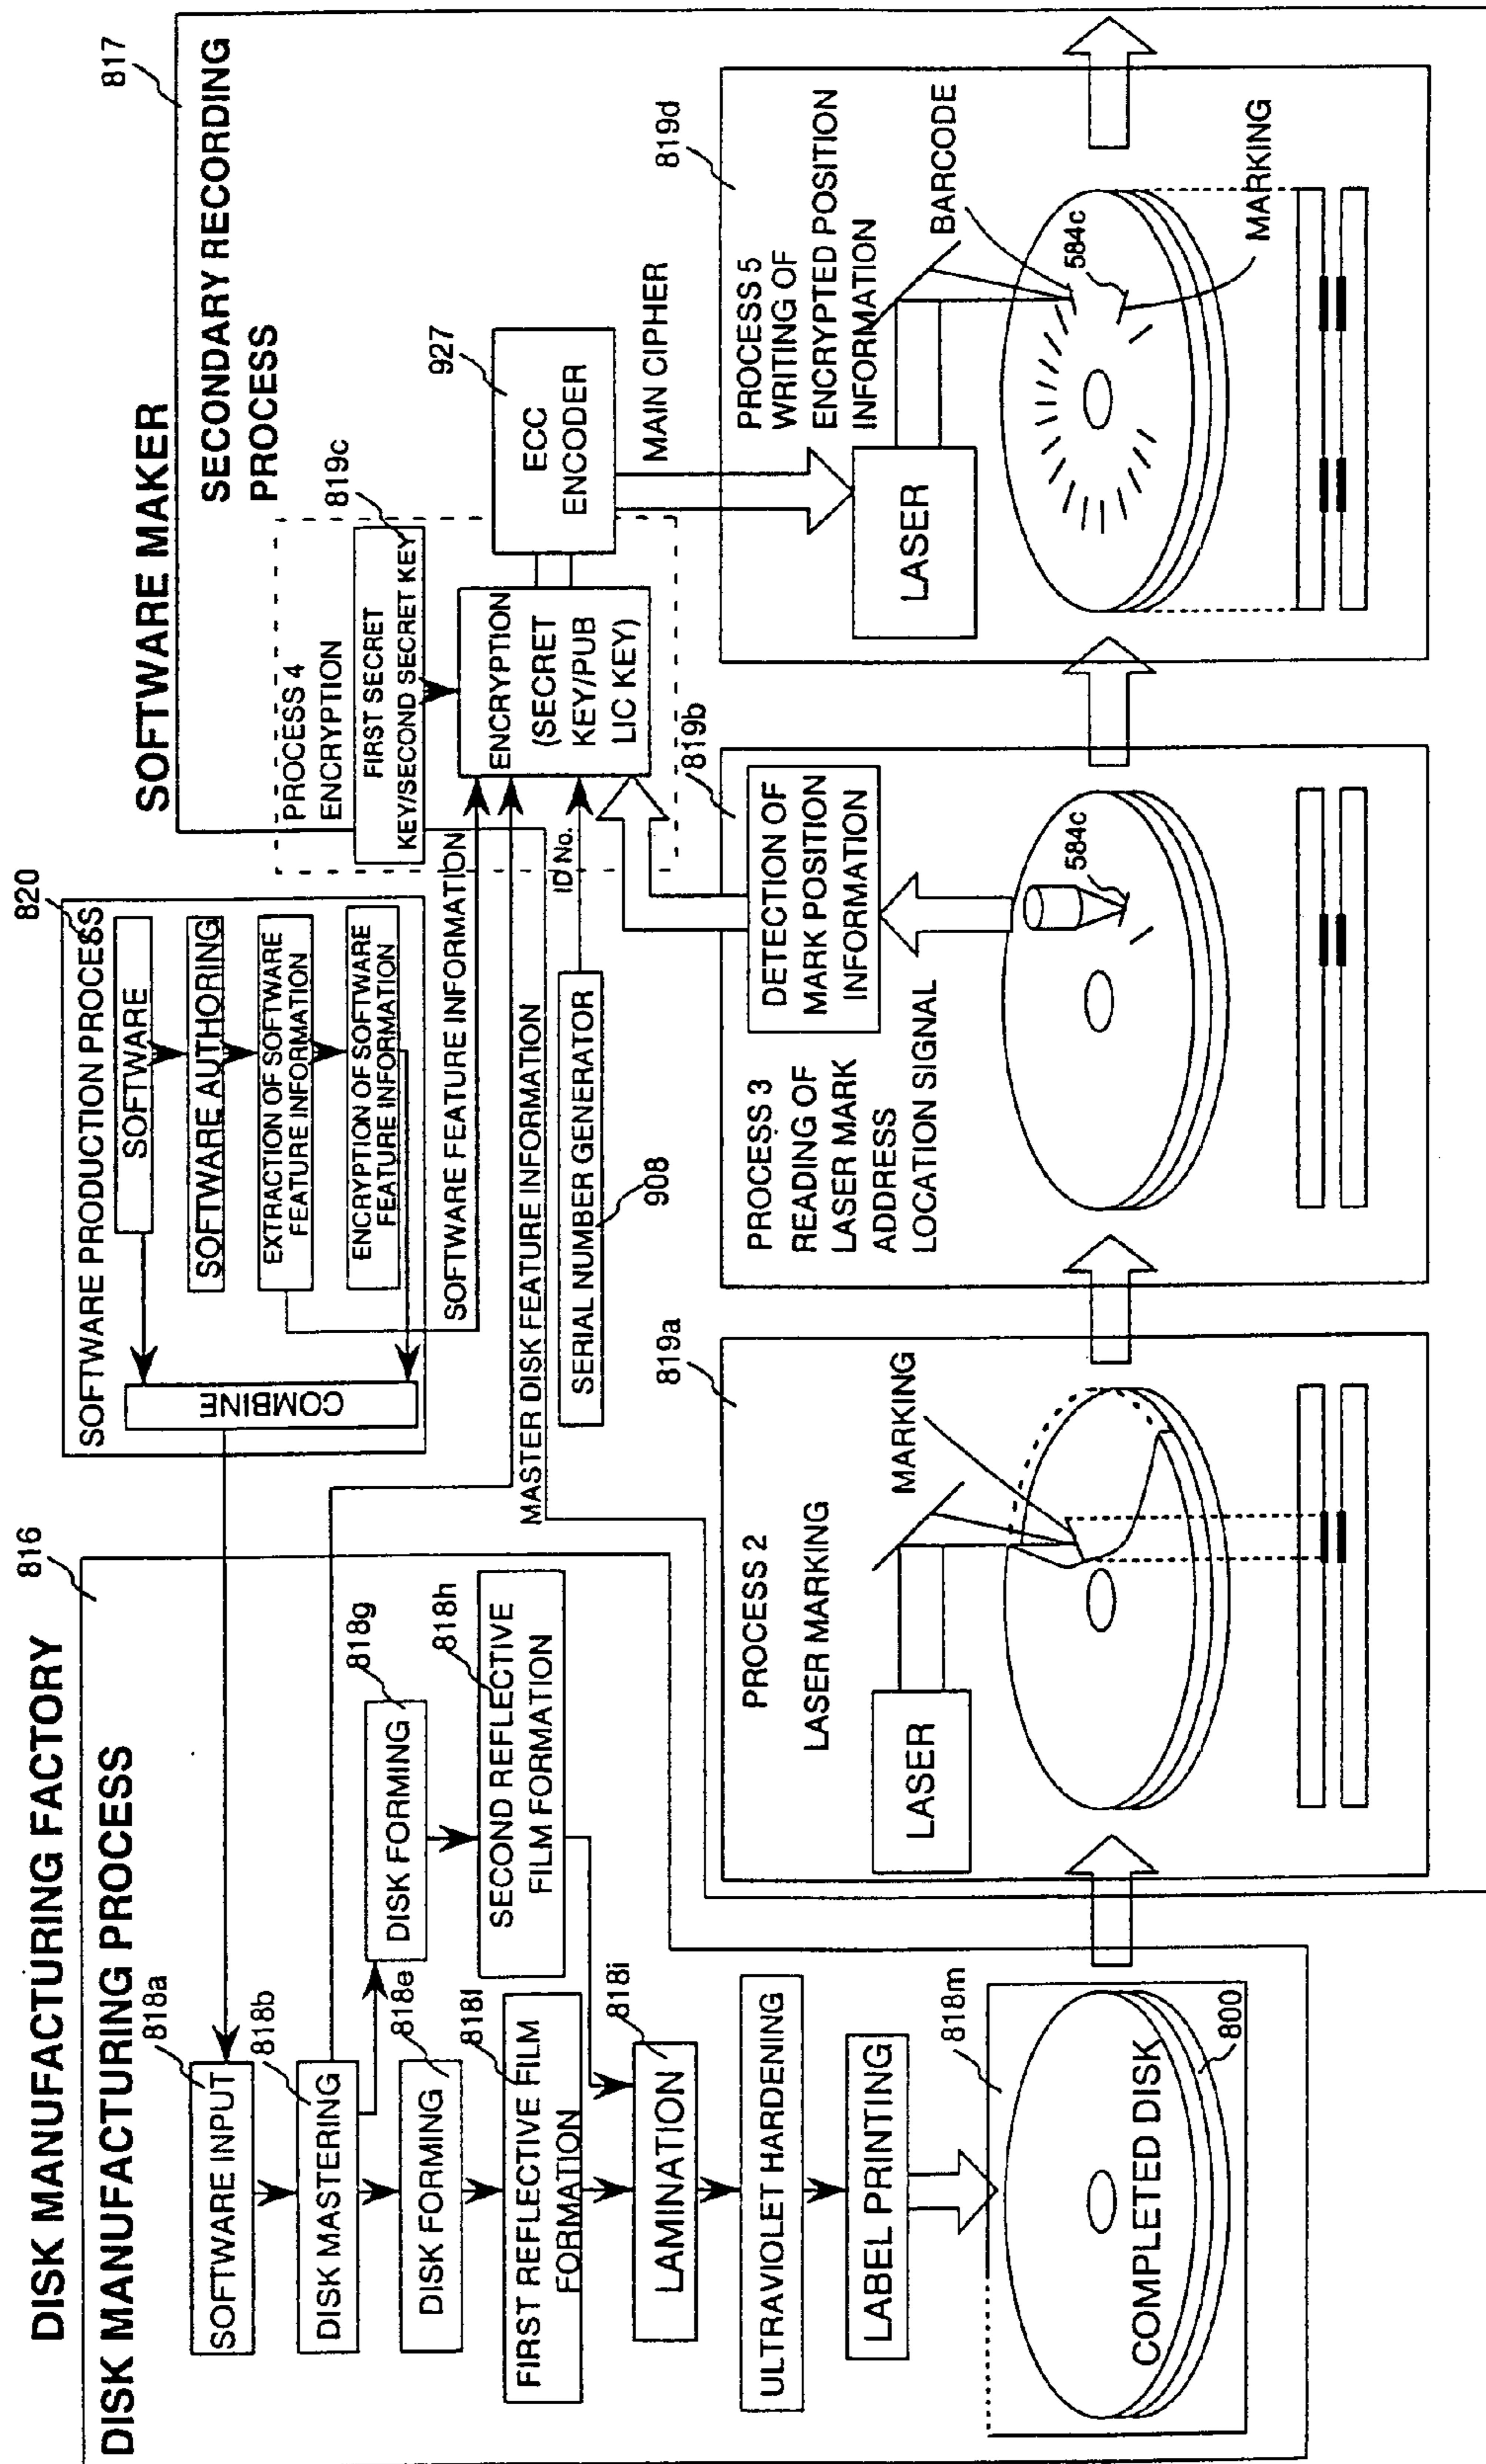 DISK MANUFACTURING FACTORY
816
DISK MANUFACTURING PROCESS
818a
SOFTWARE INPUT
818b
DISK MASTERING
818g
DISK FORMING
818e
DISK FORMING
818h
SECOND REFLECTIVE
FILM FORMATION
818l
FIRST REFLECTIVE FILM
FORMATION
818i
LAMINATION
ULTRAVIOLET HARDENING
LABEL PRINTING
818m
COMPLETED DISK
800
820
SOFTWARE PRODUCTION PROCESS
SOFTWARE
SOFTWARE AUTHORING
EXTRACTION OF SOFTWARE
FEATURE INFORMATION
ENCRYPTION OF SOFTWARE
FEATURE INFORMATION
COMBINE
SOFTWARE FEATURE INFORMATION
MASTER DISK FEATURE INFORMATION
SERIAL NUMBER GENERATOR
908
ID No.
SOFTWARE MAKER
817
SECONDARY RECORDING
PROCESS
PROCESS 4
ENCRYPTION
819c
FIRST SECRET
KEY/SECOND SECRET KEY
ENCRYPTION
(SECRET
KEY/PUB
LIC KEY)
927
ECC
ENCODER
MAIN CIPHER
819a
PROCESS 2
LASER MARKING
MARKING
LASER
819b
PROCESS 3
READING OF
LASER MARK
ADDRESS
LOCATION SIGNAL
DETECTION OF
MARK POSITION
INFORMATION
584c
819d
PROCESS 5
WRITING OF
ENCRYPTED POSITION
INFORMATION
LASER
BARCODE
584c
MARKING